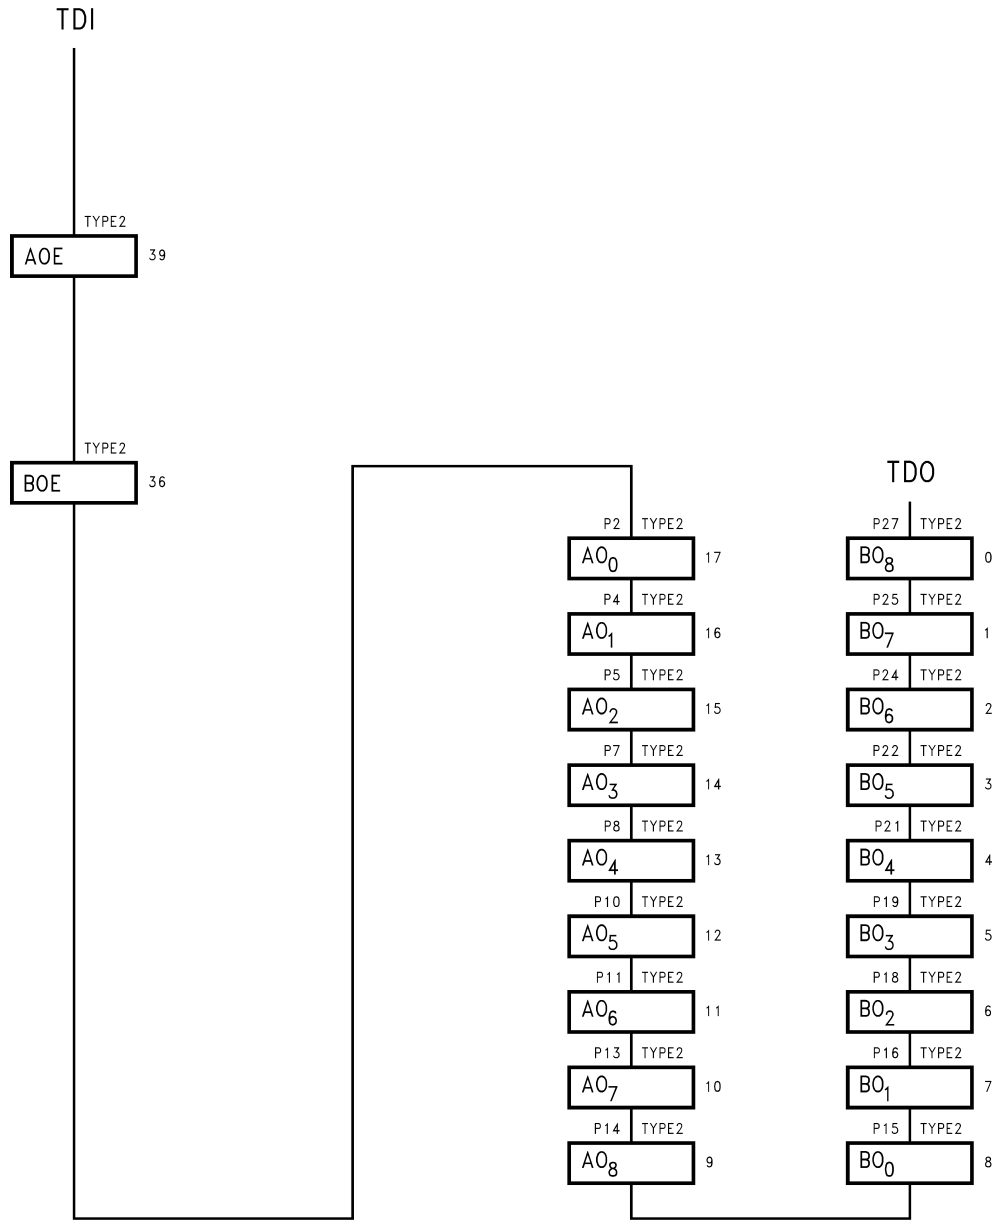 TDI
TYPE2
AOE 39
TYPE2
BOE 36
TDO
P2 TYPE2 P27 TYPE2
AO₀ 17 BO₈ 0
P4 TYPE2 P25 TYPE2
AO₁ 16 BO₇ 1
P5 TYPE2 P24 TYPE2
AO₂ 15 BO₆ 2
P7 TYPE2 P22 TYPE2
AO₃ 14 BO₅ 3
P8 TYPE2 P21 TYPE2
AO₄ 13 BO₄ 4
P10 TYPE2 P19 TYPE2
AO₅ 12 BO₃ 5
P11 TYPE2 P18 TYPE2
AO₆ 11 BO₂ 6
P13 TYPE2 P16 TYPE2
AO₇ 10 BO₁ 7
P14 TYPE2 P15 TYPE2
AO₈ 9 BO₀ 8